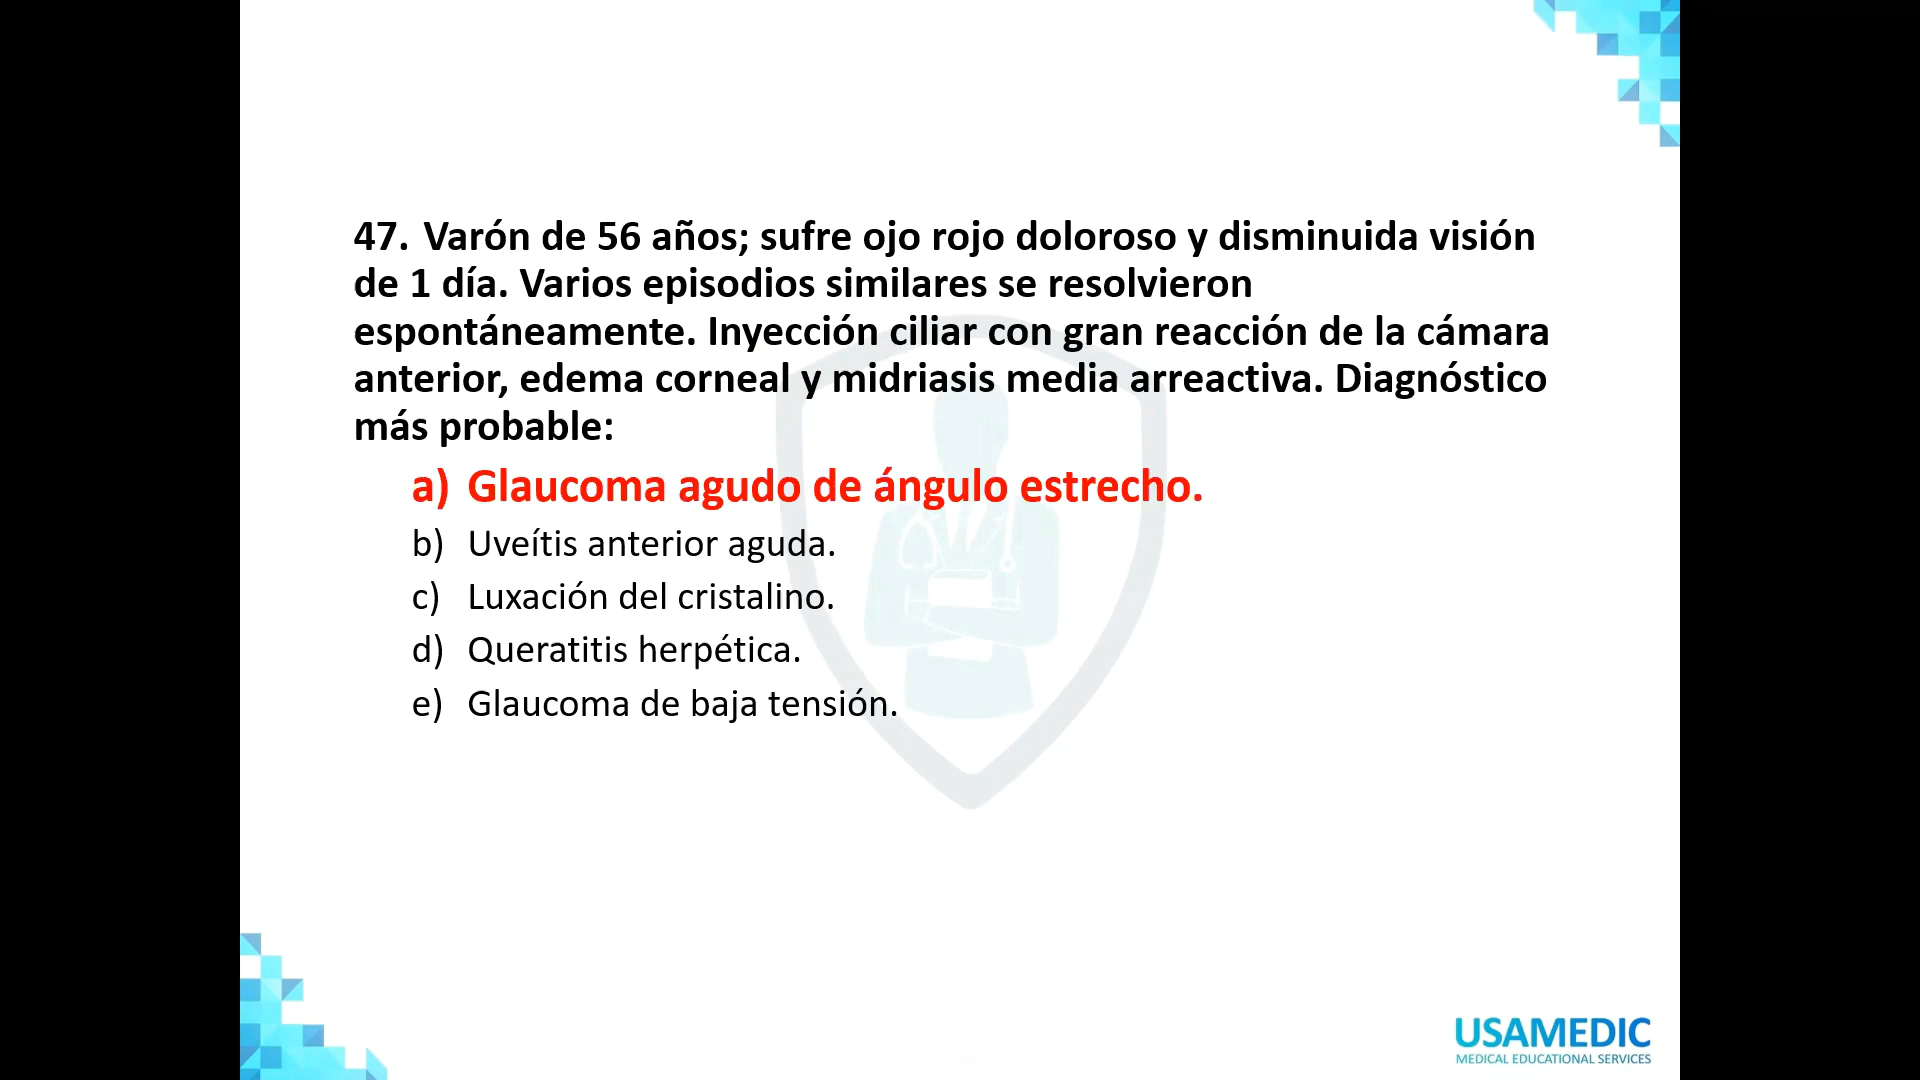 47. Varón de 56 años; sufre ojo rojo doloroso y disminuida visión
de 1 día. Varios episodios similares se resolvieron
espontáneamente. Inyección ciliar con gran reacción de la cámara
anterior, edema corneal y midriasis media arreactiva. Diagnóstico
más probable:
a) Glaucoma agudo de ángulo estrecho.
b) Uveítis anterior aguda.
c) Luxación del cristalino.
d) Queratitis herpética.
e) Glaucoma de baja tensión.
USAMEDIC
MEDICAL EDUCATIONAL SERVICES